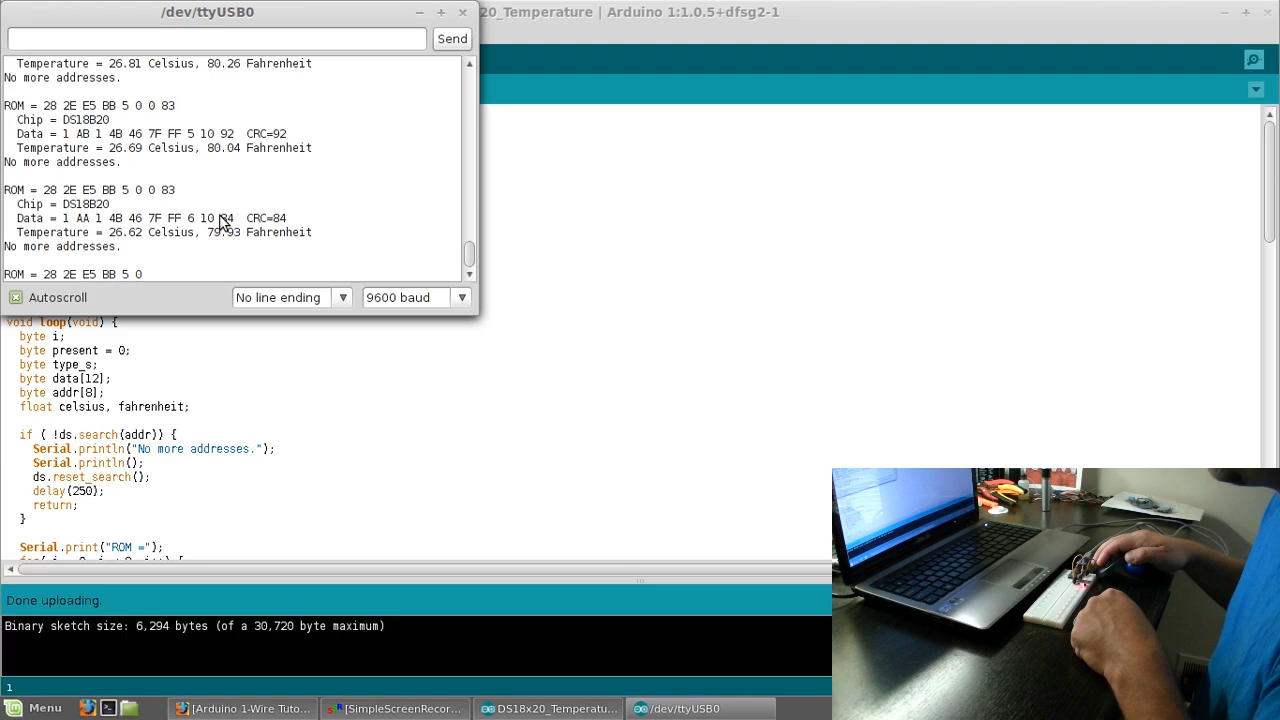 /dev/ttyUSB0
20_Temperature | Arduino 1:1.0.5+dfsg2-1
Send
Temperature = 26.81 Celsius, 80.26 Fahrenheit
No more addresses.
ROM = 28 2E E5 BB 5 0 0 83
Chip = DS18B20
Data = 1 AB 1 4B 46 7F FF 5 10 92  CRC=92
Temperature = 26.69 Celsius, 80.04 Fahrenheit
No more addresses.
ROM = 28 2E E5 BB 5 0 0 83
Chip = DS18B20
Data = 1 AA 1 4B 46 7F FF 6 10 84  CRC=84
Temperature = 26.62 Celsius, 79.93 Fahrenheit
No more addresses.
ROM = 28 2E E5 BB 5 0
Autoscroll
No line ending
9600 baud
void loop(void) {
byte i;
byte present = 0;
byte type_s;
byte data[12];
byte addr[8];
float celsius, fahrenheit;
if ( !ds.search(addr)) {
Serial.println("No more addresses.");
Serial.println();
ds.reset_search();
delay(250);
return;
}
Serial.print("ROM =");
Done uploading.
Binary sketch size: 6,294 bytes (of a 30,720 byte maximum)
1
Menu
[Arduino 1-Wire Tuto...
[SimpleScreenRecor...
DS18x20_Temperatu...
/dev/ttyUSB0